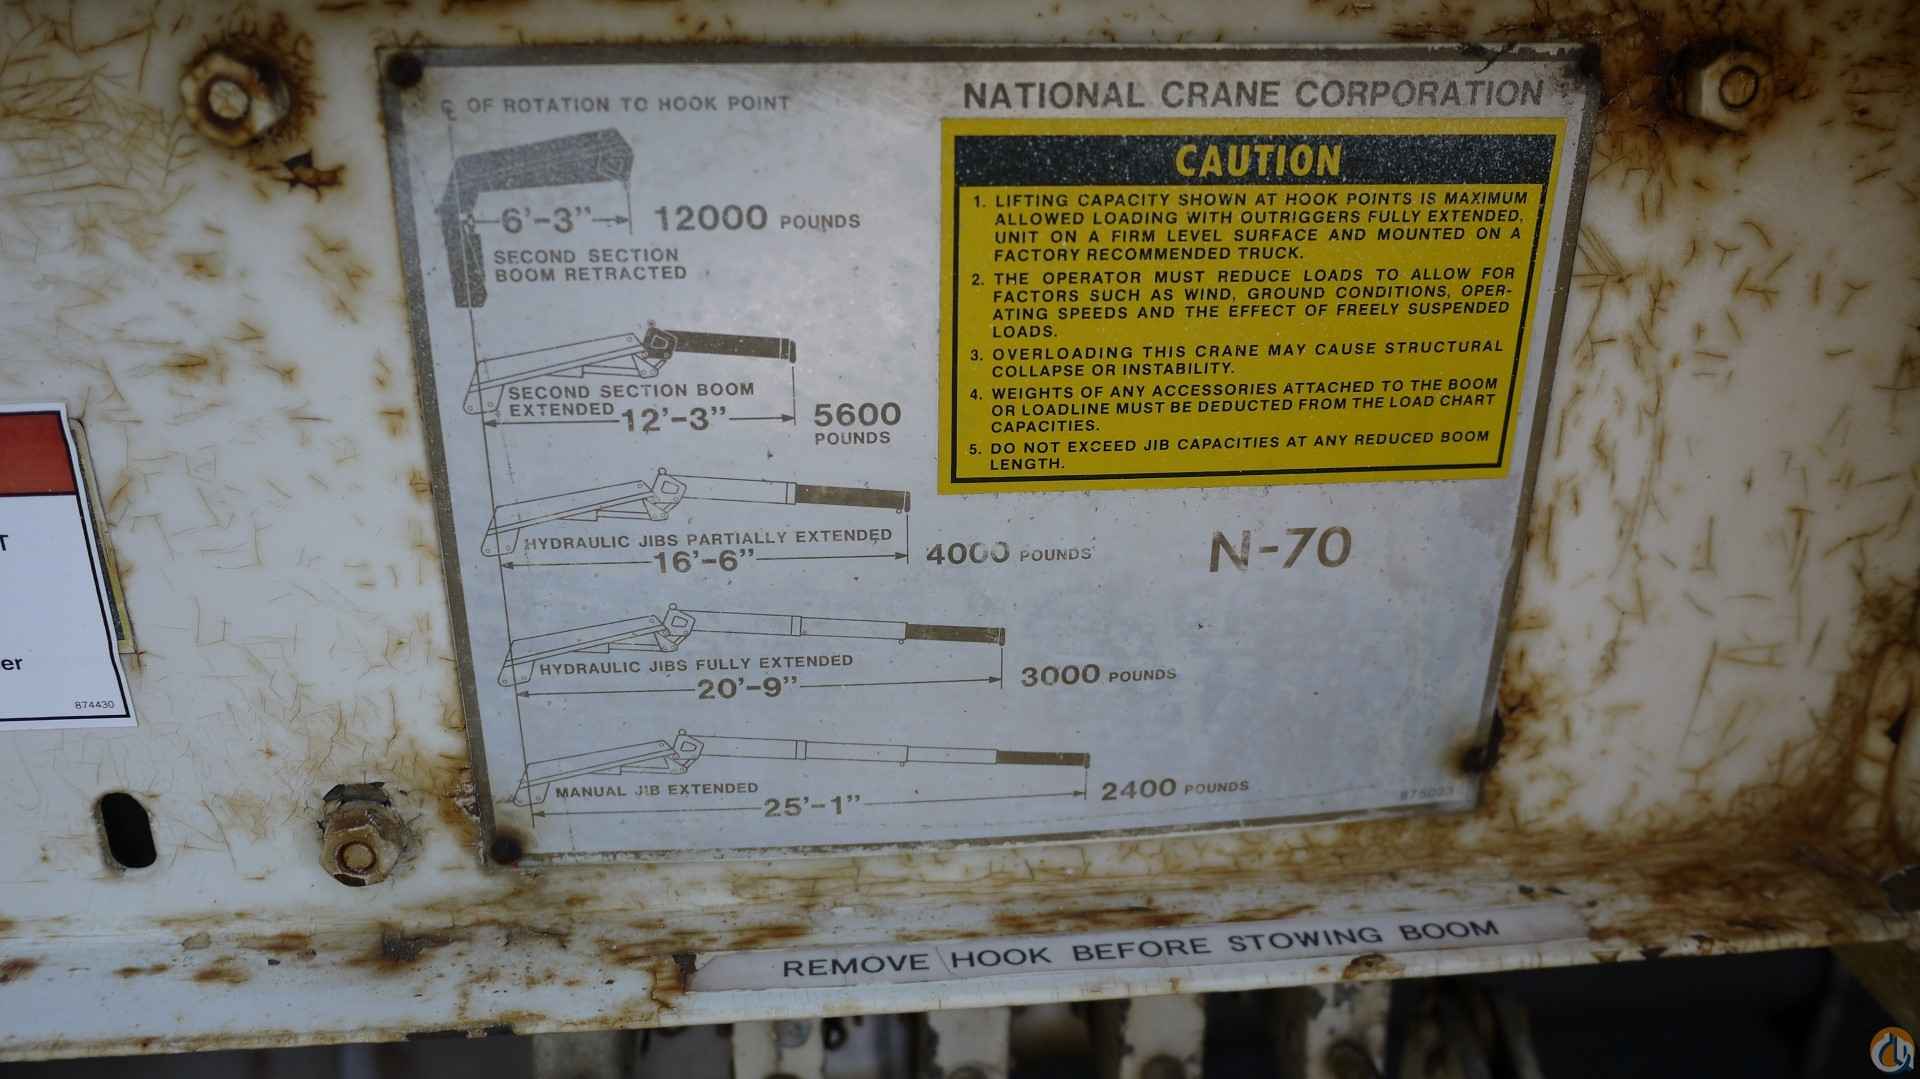 ℄ OF ROTATION TO HOOK POINT
6'-3" 12000 POUNDS
SECOND SECTION
BOOM RETRACTED
SECOND SECTION BOOM
EXTENDED 12'-3" 5600
POUNDS
HYDRAULIC JIBS PARTIALLY EXTENDED
16'-6" 4000 POUNDS
HYDRAULIC JIBS FULLY EXTENDED
20'-9" 3000 POUNDS
MANUAL JIB EXTENDED
25'-1" 2400 POUNDS
NATIONAL CRANE CORPORATION
CAUTION
1. LIFTING CAPACITY SHOWN AT HOOK POINTS IS MAXIMUM
ALLOWED LOADING WITH OUTRIGGERS FULLY EXTENDED,
UNIT ON A FIRM LEVEL SURFACE AND MOUNTED ON A
FACTORY RECOMMENDED TRUCK.
2. THE OPERATOR MUST REDUCE LOADS TO ALLOW FOR
FACTORS SUCH AS WIND, GROUND CONDITIONS, OPER-
ATING SPEEDS AND THE EFFECT OF FREELY SUSPENDED
LOADS.
3. OVERLOADING THIS CRANE MAY CAUSE STRUCTURAL
COLLAPSE OR INSTABILITY.
4. WEIGHTS OF ANY ACCESSORIES ATTACHED TO THE BOOM
OR LOADLINE MUST BE DEDUCTED FROM THE LOAD CHART
CAPACITIES.
5. DO NOT EXCEED JIB CAPACITIES AT ANY REDUCED BOOM
LENGTH.
N-70
T
er
874430
REMOVE HOOK BEFORE STOWING BOOM